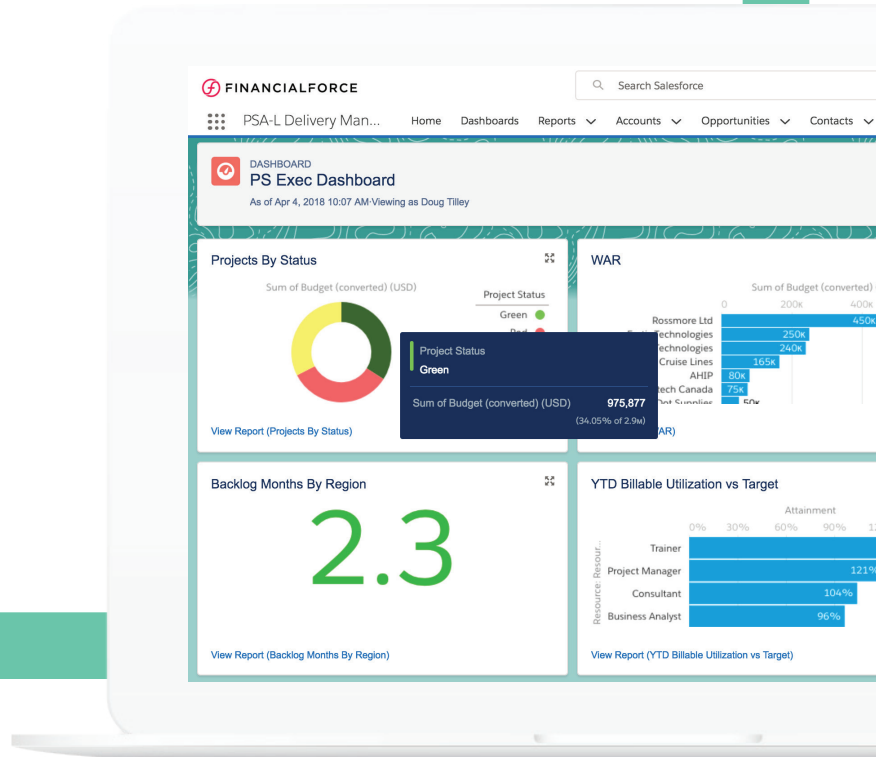 FINANCIALFORCE
Search Salesforce
PSA-L Delivery Man... Home Dashboards Reports Accounts Opportunities Contacts
DASHBOARD
PS Exec Dashboard
As of Apr 4, 2018 10:07 AM·Viewing as Doug Tilley
Projects By Status
Sum of Budget (converted) (USD)
Project Status
Green
Red
Project Status
Green
Sum of Budget (converted) (USD) 975,877
(34.05% of 2.9M)
View Report (Projects By Status)
WAR
Sum of Budget (converted)
0 200K 400K
Rossmore Ltd 450K
Technologies 250K
Technologies 240K
Cruise Lines 165K
AHIP 80K
tech Canada 75K
Dot Supplies 50K
AR)
Backlog Months By Region
2.3
View Report (Backlog Months By Region)
YTD Billable Utilization vs Target
Attainment
0% 30% 60% 90%
Resource: Resour...
Trainer
Project Manager 121%
Consultant 104%
Business Analyst 96%
View Report (YTD Billable Utilization vs Target)